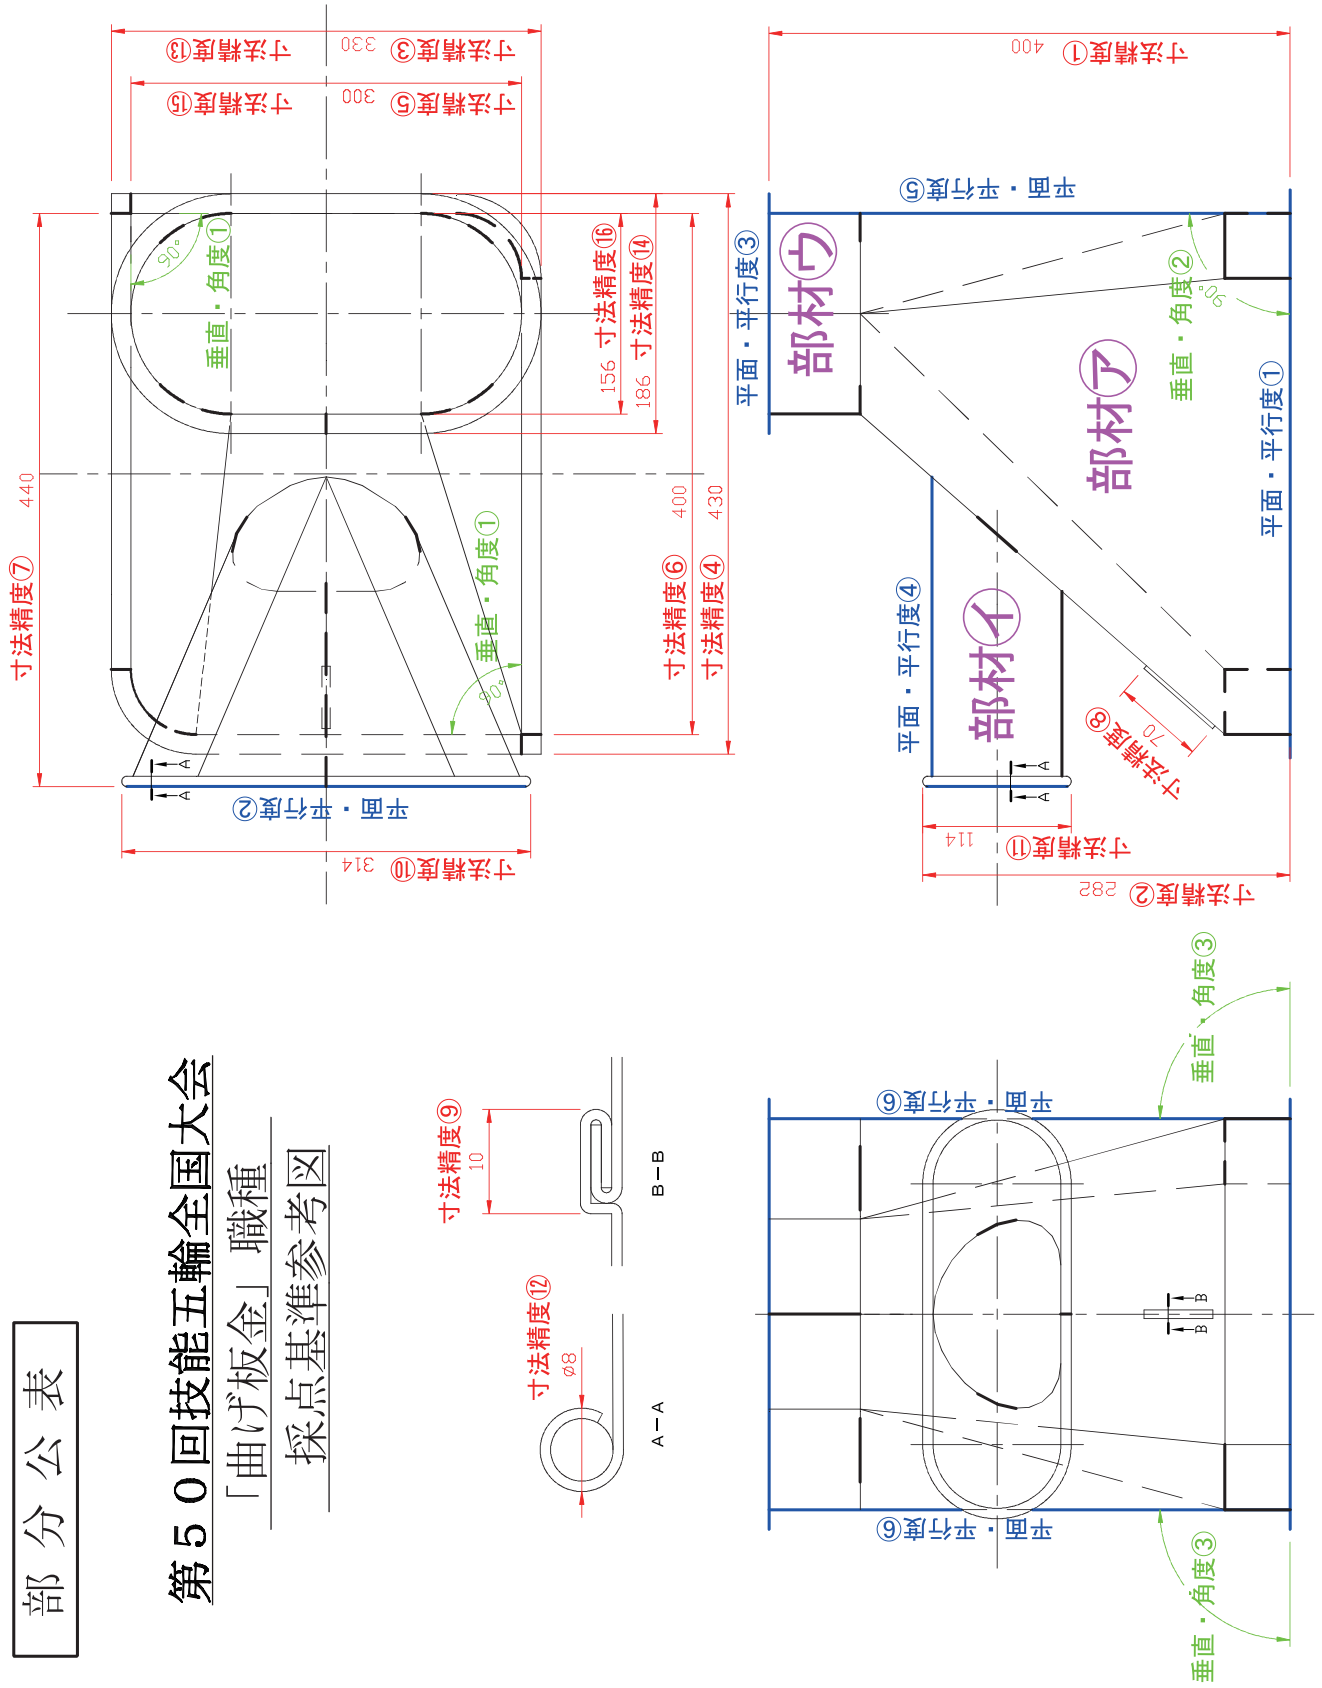 部分公表
第50回技能五輪全国大会
「曲げ板金」職種
採点基準参考図
寸法精度⑦
440
寸法精度⑬
330
寸法精度③
寸法精度⑮
300
寸法精度⑤
90°
垂直・角度①
156 寸法精度⑯
186 寸法精度⑭
400
寸法精度⑥
430
寸法精度④
垂直・角度①
90°
A
A
平面・平行度②
314
寸法精度⑩
400
寸法精度①
平面・平行度⑤
平面・平行度③
部材ウ
垂直・角度②
90°
部材ア
平面・平行度①
平面・平行度④
部材イ
寸法精度⑧
70
A
A
114
寸法精度⑪
282
寸法精度②
寸法精度⑨
10
B-B
寸法精度⑫
ø8
A-A
垂直・角度③
平面・平行度⑥
B
B
平面・平行度⑥
垂直・角度③